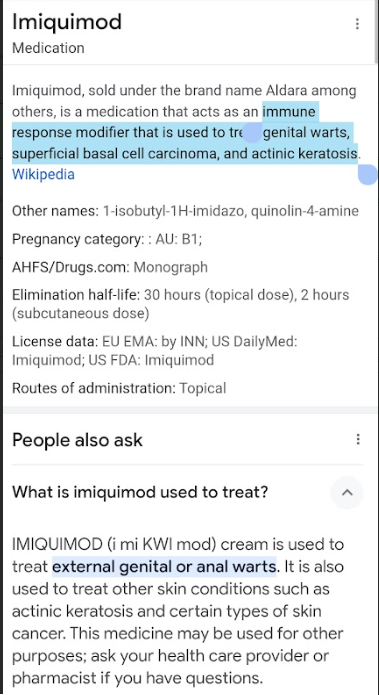 Imiquimod
Medication
Imiquimod, sold under the brand name Aldara among
others, is a medication that acts as an immune
response modifier that is used to tre genital warts,
superficial basal cell carcinoma, and actinic keratosis.
Wikipedia
Other names: 1-isobutyl-1H-imidazo, quinolin-4-amine
Pregnancy category: : AU: B1;
AHFS/Drugs.com: Monograph
Elimination half-life: 30 hours (topical dose), 2 hours
(subcutaneous dose)
License data: EU EMA: by INN; US DailyMed:
Imiquimod; US FDA: Imiquimod
Routes of administration: Topical
People also ask
What is imiquimod used to treat?
IMIQUIMOD (i mi KWI mod) cream is used to
treat external genital or anal warts. It is also
used to treat other skin conditions such as
actinic keratosis and certain types of skin
cancer. This medicine may be used for other
purposes; ask your health care provider or
pharmacist if you have questions.